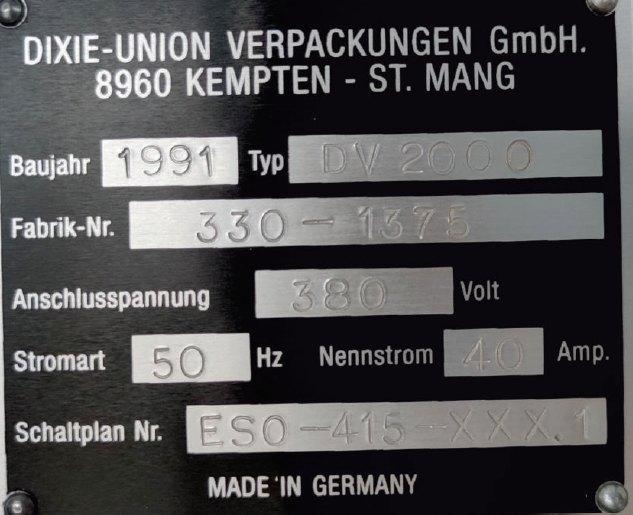 DIXIE-UNION VERPACKUNGEN GmbH.
8960 KEMPTEN - ST. MANG
Baujahr 1991 Typ DV 2000
Fabrik-Nr. 330-1375
Anschlusspannung 380 Volt
Stromart 50 Hz Nennstrom 40 Amp.
Schaltplan Nr. ESO-415-XXX.1
MADE IN GERMANY